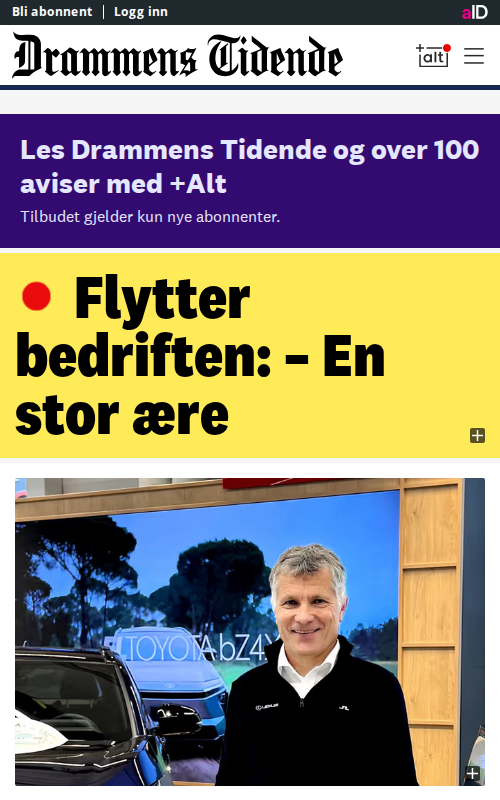 Bli abonnent | Logg inn
aID
Drammens Tidende
+alt
Les Drammens Tidende og over 100
aviser med +Alt
Tilbudet gjelder kun nye abonnenter.
Flytter
bedriften: – En
stor ære
TOYOTA bZ4X
LEXUS